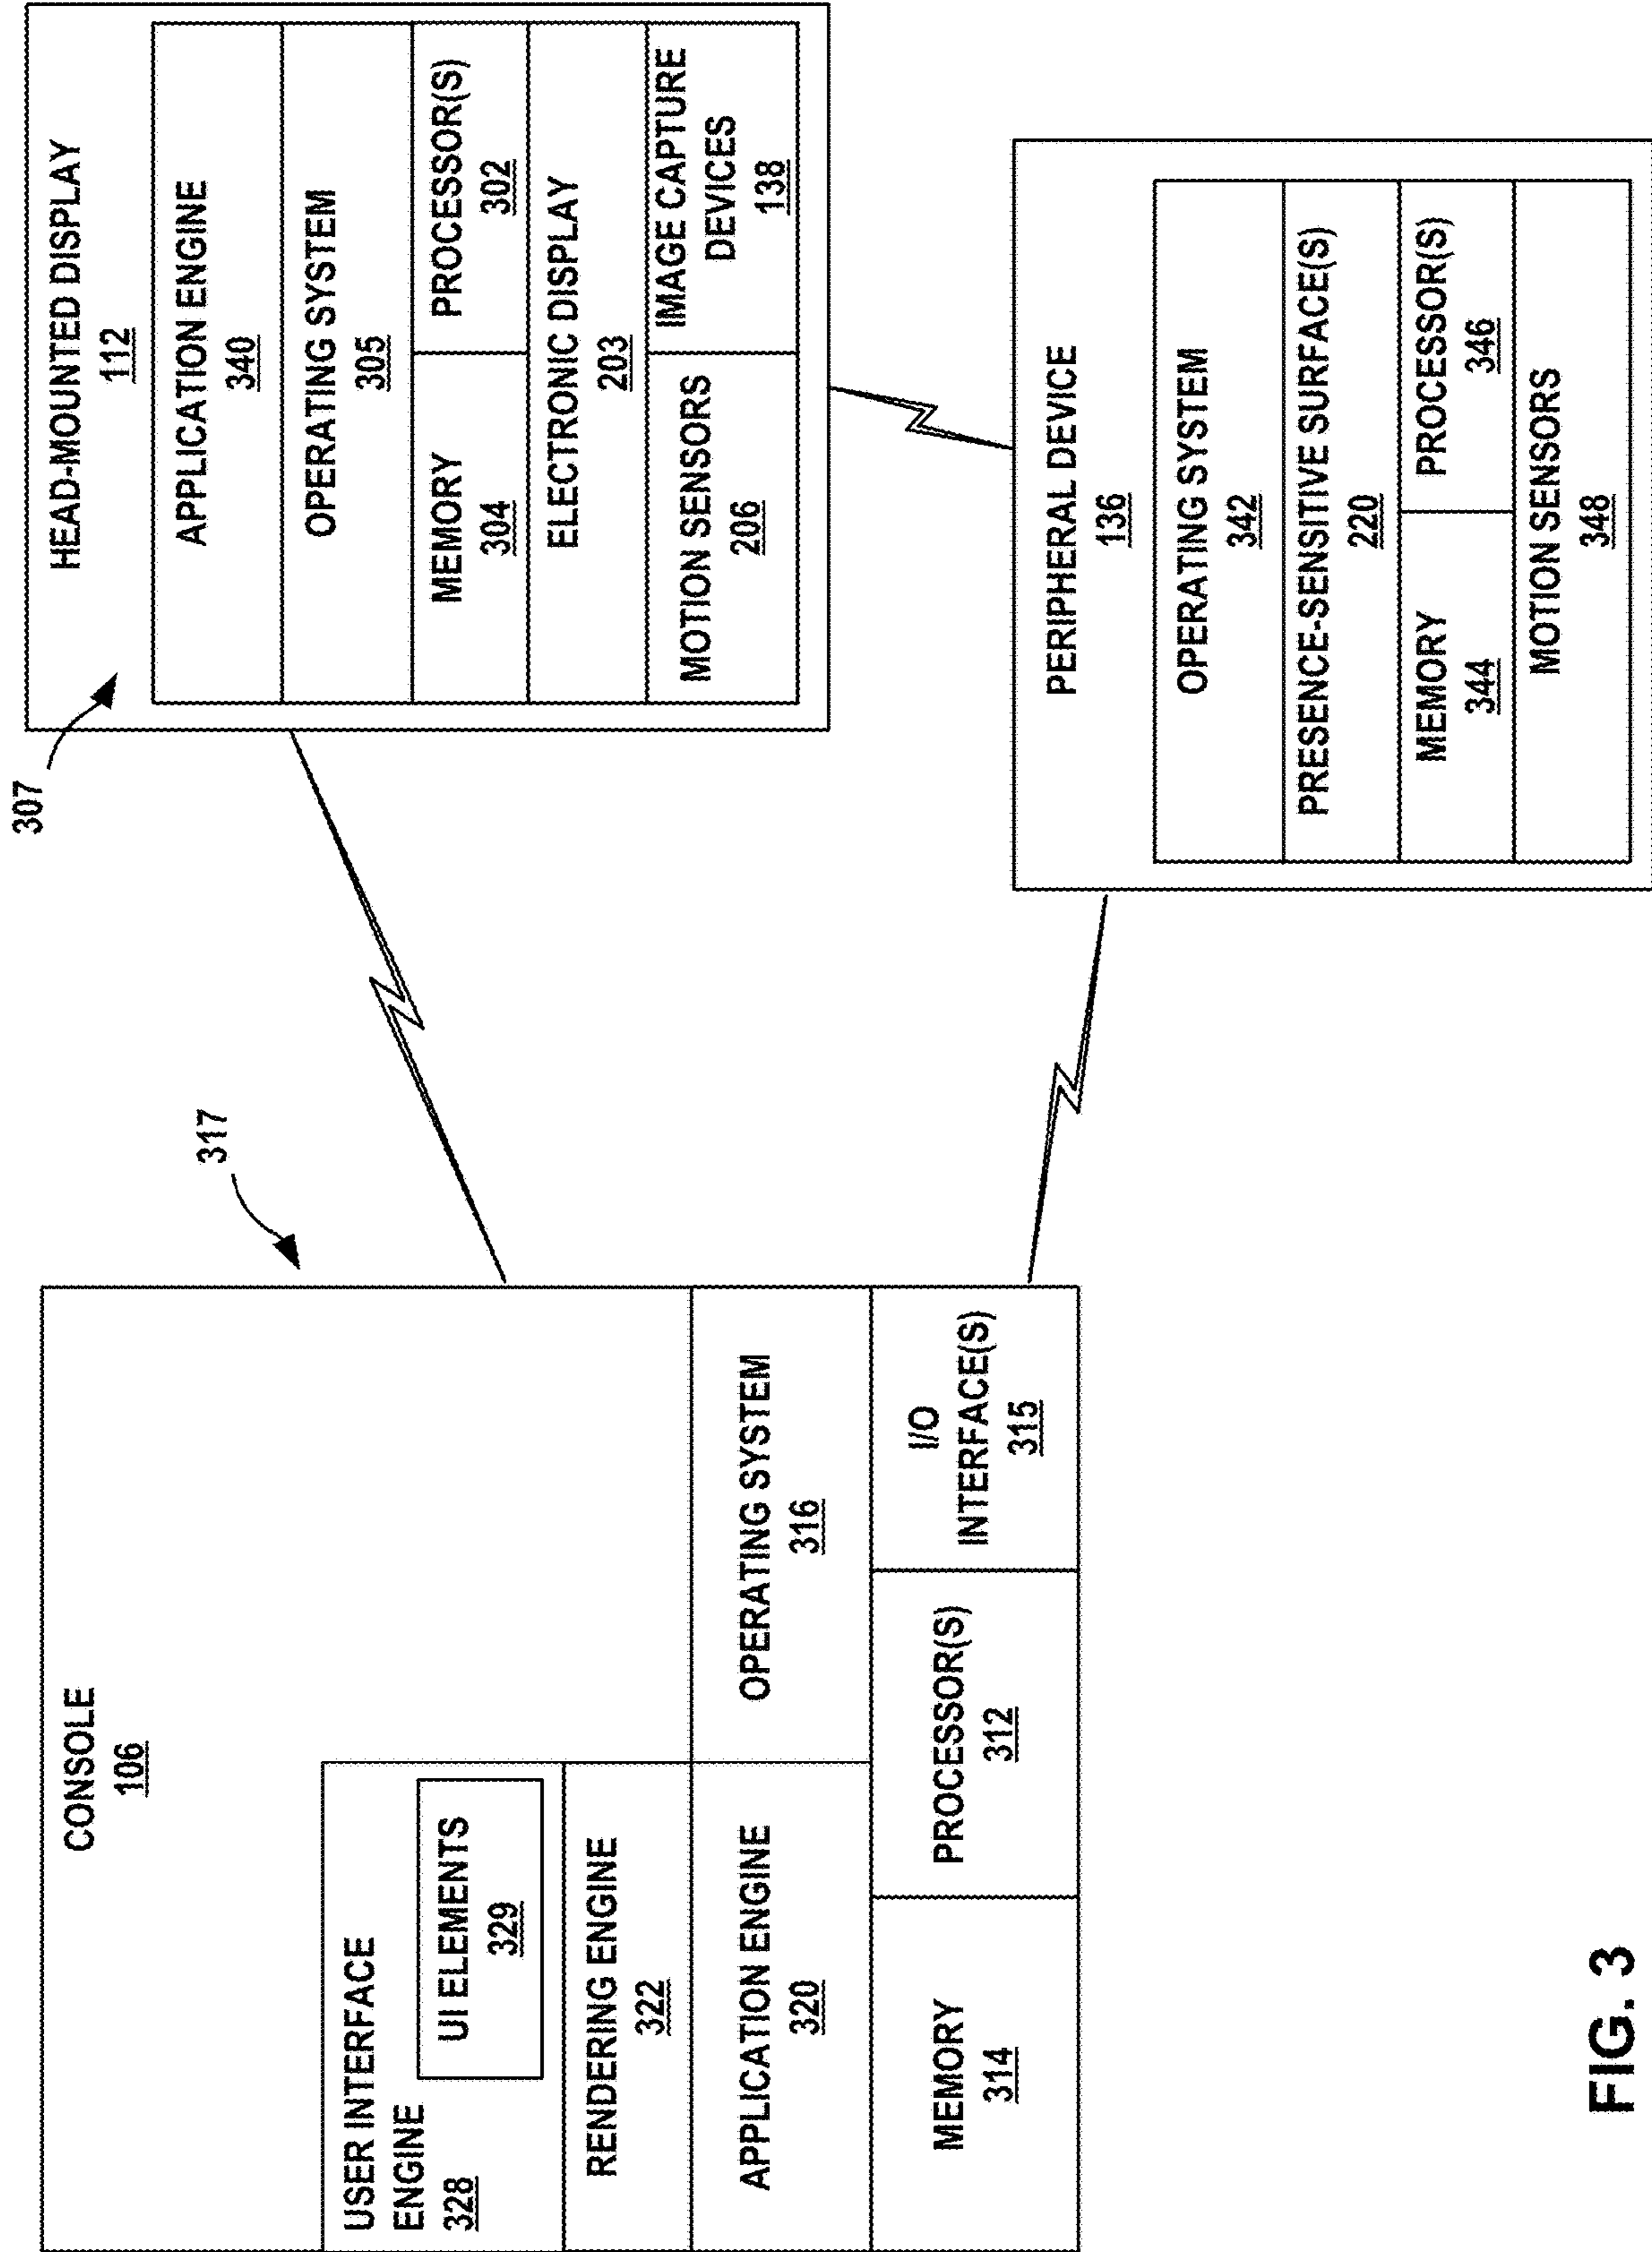 CONSOLE
106
USER INTERFACE
ENGINE
328
UI ELEMENTS
329
RENDERING ENGINE
322
APPLICATION ENGINE
320
OPERATING SYSTEM
316
MEMORY
314
PROCESSOR(S)
312
I/O
INTERFACE(S)
315
317
307
HEAD-MOUNTED DISPLAY
112
APPLICATION ENGINE
340
OPERATING SYSTEM
305
MEMORY
304
PROCESSOR(S)
302
ELECTRONIC DISPLAY
203
MOTION SENSORS
206
IMAGE CAPTURE
DEVICES
138
PERIPHERAL DEVICE
136
OPERATING SYSTEM
342
PRESENCE-SENSITIVE SURFACE(S)
220
MEMORY
344
PROCESSOR(S)
346
MOTION SENSORS
348
FIG. 3